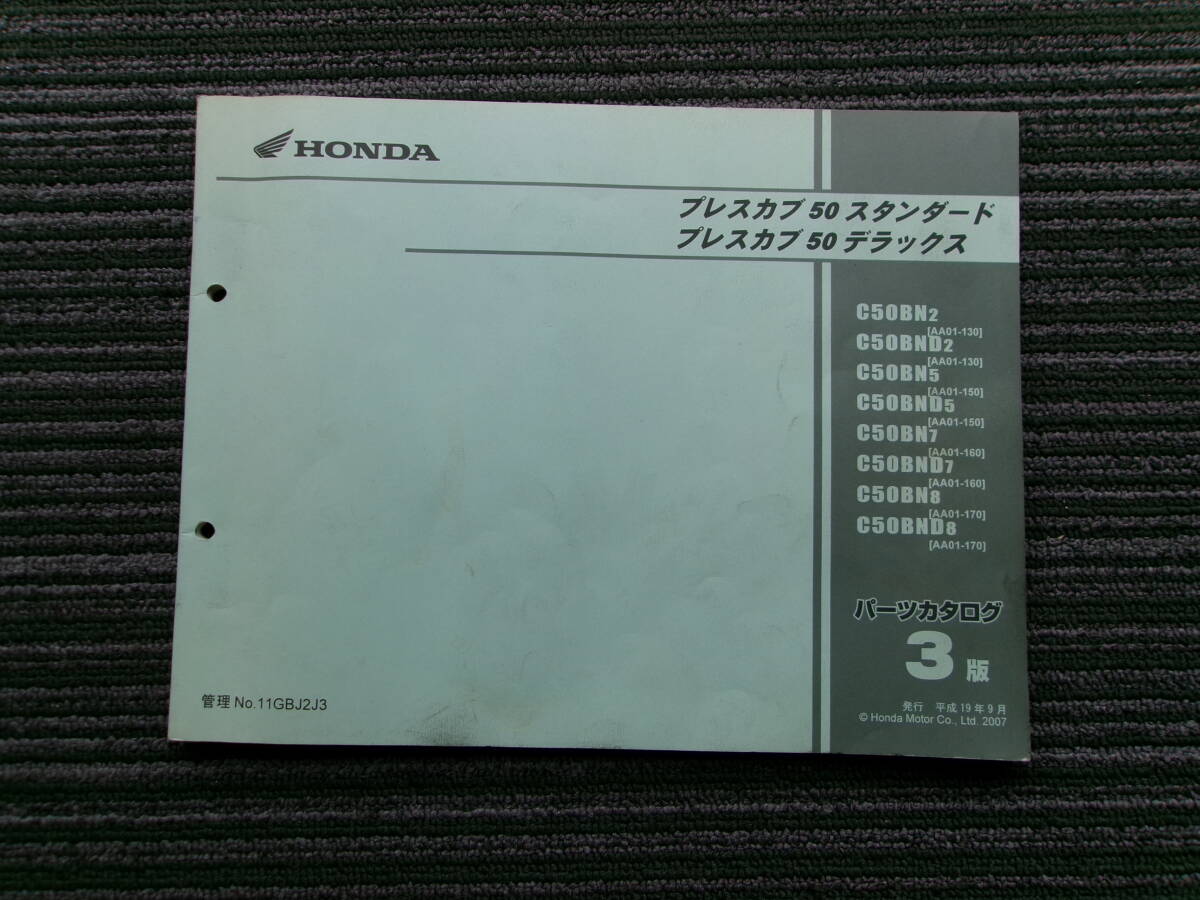 HONDA
プレスカブ 50 スタンダード
プレスカブ 50 デラックス
C50BN2
[AA01-130]
C50BND2
[AA01-130]
C50BN5
[AA01-150]
C50BND5
[AA01-150]
C50BN7
[AA01-160]
C50BND7
[AA01-160]
C50BN8
[AA01-170]
C50BND8
[AA01-170]
パーツカタログ
3 版
管理 No.11GBJ2J3
発行 平成 19 年 9 月
© Honda Motor Co., Ltd. 2007